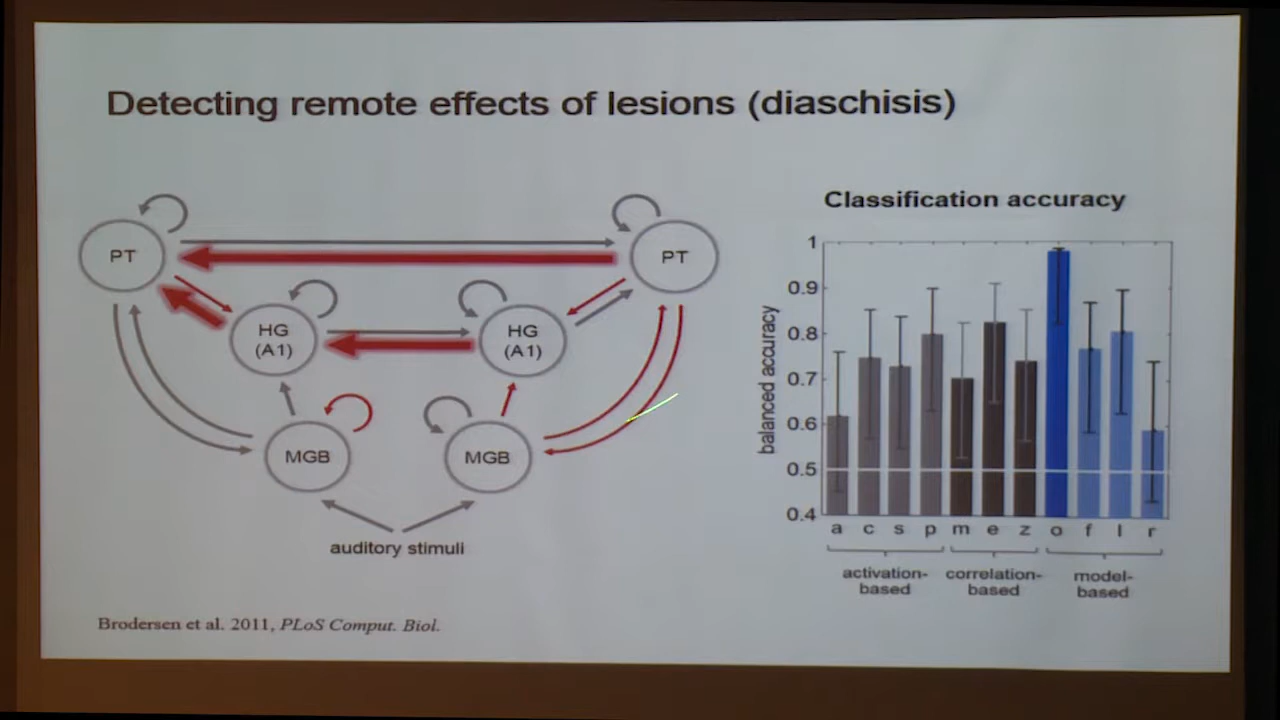 Detecting remote effects of lesions (diaschisis)
PT
PT
HG
(A1)
HG
(A1)
MGB
MGB
auditory stimuli
Brodersen et al. 2011, PLoS Comput. Biol.
Classification accuracy
balanced accuracy
1
0.9
0.8
0.7
0.6
0.5
0.4
a c s p m e z o f l r
activation-
based
correlation-
based
model-
based